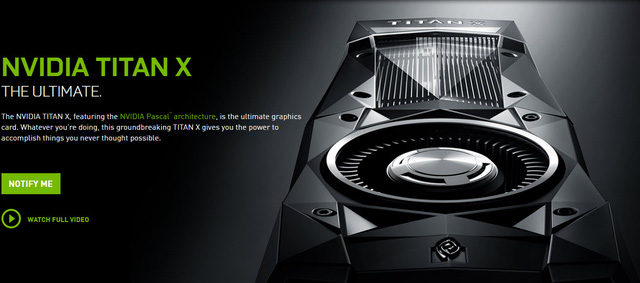 TITAN X
NVIDIA TITAN X
THE ULTIMATE.
The NVIDIA TITAN X, featuring the NVIDIA Pascal™ architecture, is the ultimate graphics
card. Whatever you're doing, this groundbreaking TITAN X gives you the power to
accomplish things you never thought possible.
NOTIFY ME
WATCH FULL VIDEO